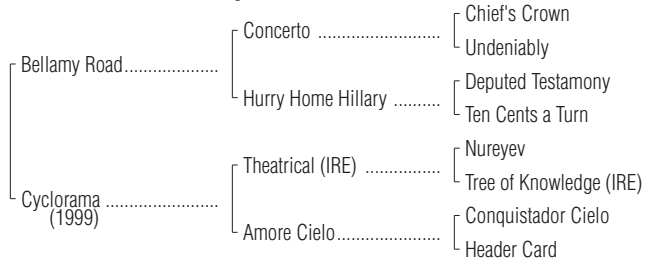 Chief's Crown
Concerto ..........................
Undeniably
Bellamy Road....................
Deputed Testamony
Hurry Home Hillary ..........
Ten Cents a Turn
Nureyev
Theatrical (IRE) ................
Tree of Knowledge (IRE)
Cyclorama ........................
(1999)
Conquistador Cielo
Amore Cielo......................
Header Card